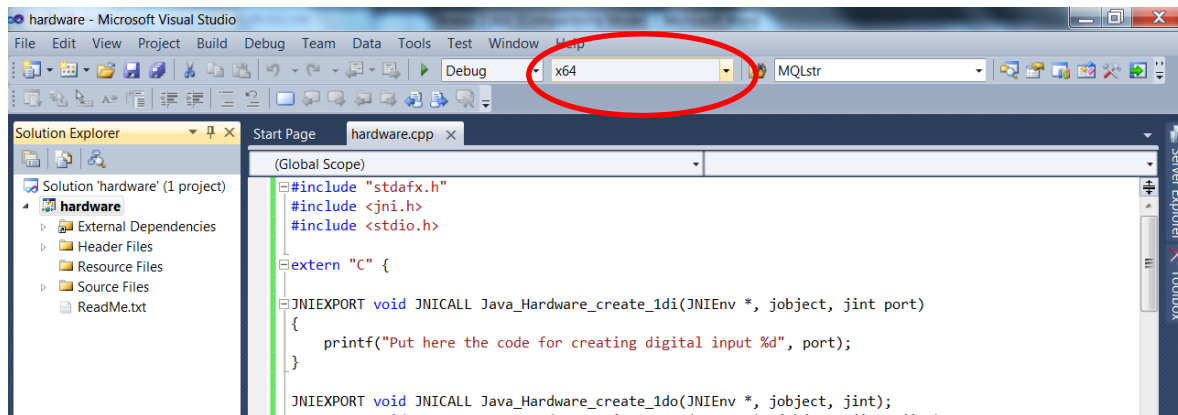 hardware - Microsoft Visual Studio
File Edit View Project Build Debug Team Data Tools Test Window Help
Debug x64 MQLstr
Solution Explorer
Start Page hardware.cpp
(Global Scope)
Solution 'hardware' (1 project)
hardware
External Dependencies
Header Files
Resource Files
Source Files
ReadMe.txt
#include "stdafx.h"
#include <jni.h>
#include <stdio.h>
extern "C" {
JNIEXPORT void JNICALL Java_Hardware_create_1di(JNIEnv *, jobject, jint port)
{
printf("Put here the code for creating digital input %d", port);
}
JNIEXPORT void JNICALL Java_Hardware_create_1do(JNIEnv *, jobject, jint);
Server Explorer
Toolbox